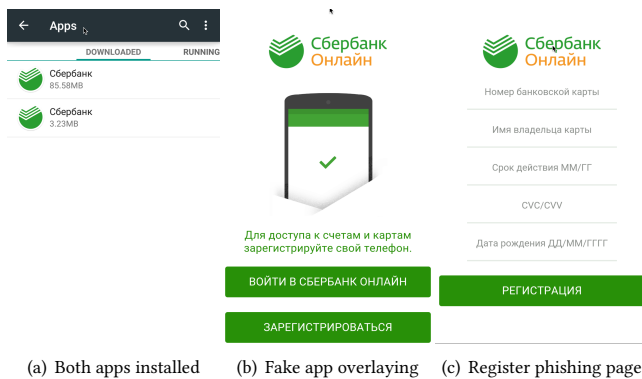 Apps
DOWNLOADED
RUNNING
Сбербанк
85.58MB
Сбербанк
3.23MB
(a) Both apps installed
Сбербанк
Онлайн
Для доступа к счетам и картам
зарегистрируйте свой телефон.
ВОЙТИ В СБЕРБАНК ОНЛАЙН
ЗАРЕГИСТРИРОВАТЬСЯ
(b) Fake app overlaying
Сбербанк
Онлайн
Номер банковской карты
Имя владельца карты
Срок действия ММ/ГГ
CVC/CVV
Дата рождения ДД/ММ/ГГГГ
РЕГИСТРАЦИЯ
(c) Register phishing page